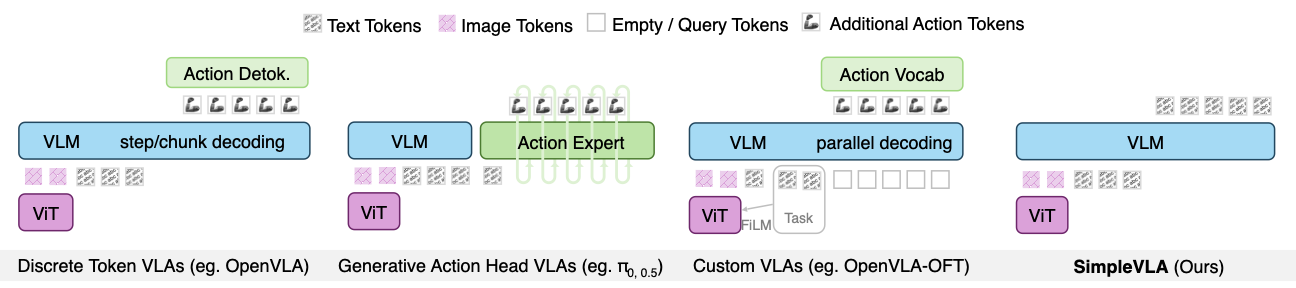 Text Tokens Image Tokens Empty / Query Tokens Additional Action Tokens
Action Detok.
VLM step/chunk decoding
ViT
Discrete Token VLAs (eg. OpenVLA)
VLM
Action Expert
ViT
Generative Action Head VLAs (eg. π0, 0.5)
Action Vocab
VLM parallel decoding
ViT
FiLM
Task
Custom VLAs (eg. OpenVLA-OFT)
VLM
ViT
SimpleVLA (Ours)